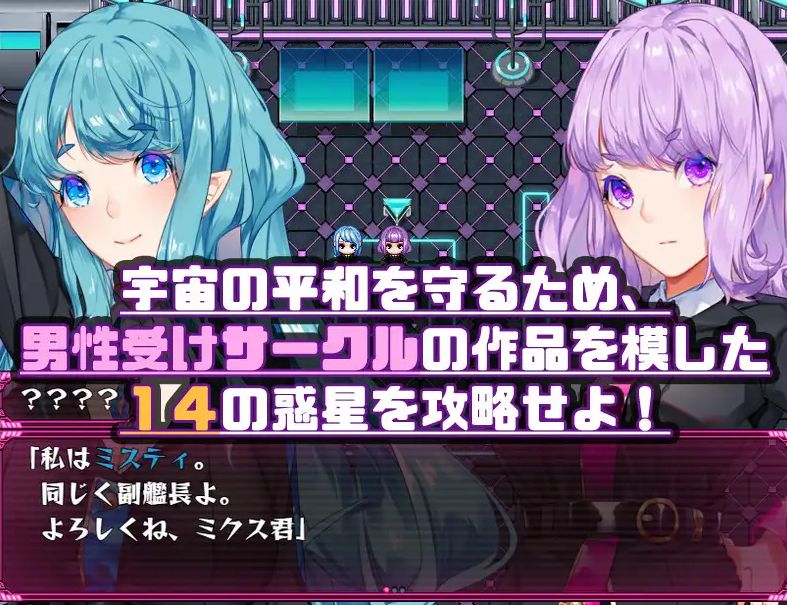 宇宙の平和を守るため、
男性受けサークルの作品を模した
14の惑星を攻略せよ！
？？？？
「私はミスティ。
同じく副艦長よ。
よろしくね、ミクス君」